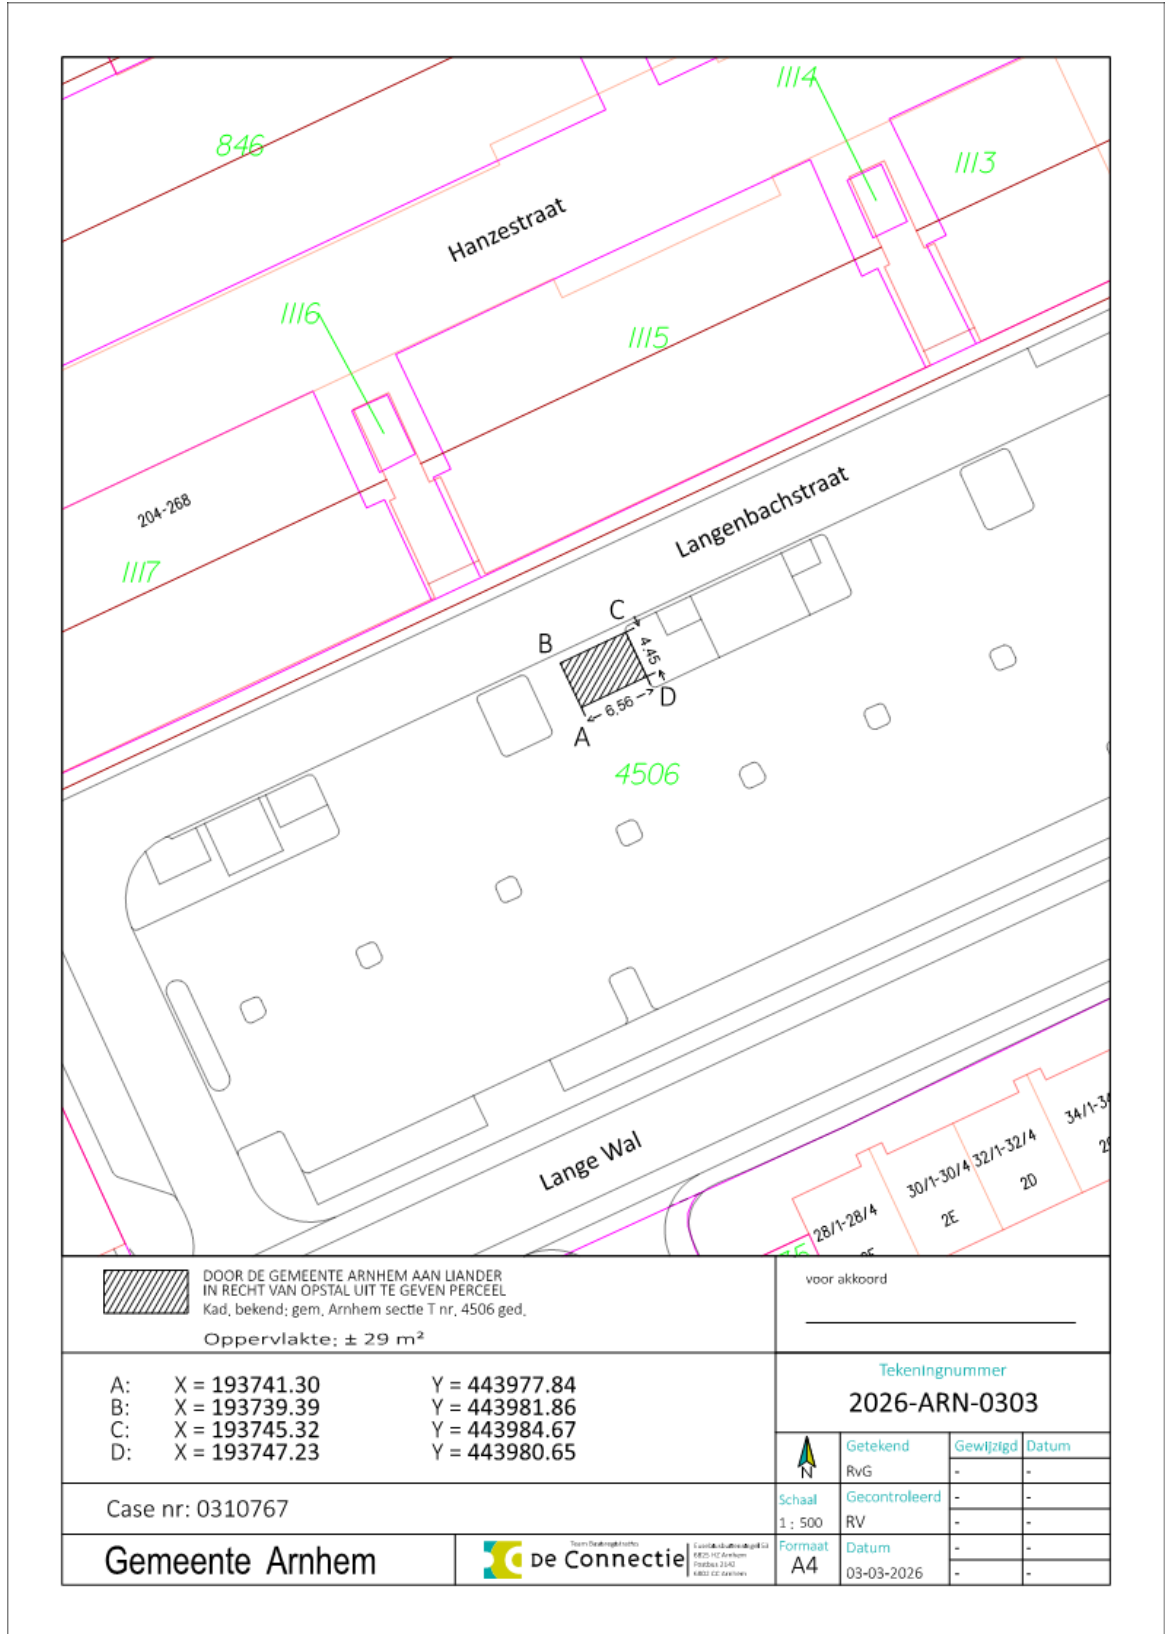 1114
846
1113
Hanzestraat
1116
1115
Langenbachstraat
204-268
1117
C
B
4.45
D
6.56
A
4506
34/1-34
32/1-32/4
Lange Wal
30/1-30/4
2D
28/1-28/4
2E
DOOR DE GEMEENTE ARNHEM AAN LIANDER
IN RECHT VAN OPSTAL UIT TE GEVEN PERCEEL
Kad. bekend: gem. Arnhem sectie T nr. 4506 ged.
Oppervlakte: ± 29 m²
voor akkoord
A: X = 193741.30 Y = 443977.84
B: X = 193739.39 Y = 443981.86
C: X = 193745.32 Y = 443984.67
D: X = 193747.23 Y = 443980.65
Tekeningnummer
2026-ARN-0303
N
Getekend Gewijzigd Datum
RvG - -
Case nr: 0310767
Schaal Gecontroleerd - -
1 : 500 RV - -
Gemeente Arnhem
De Connectie
Formaat Datum - -
A4 03-03-2026 - -